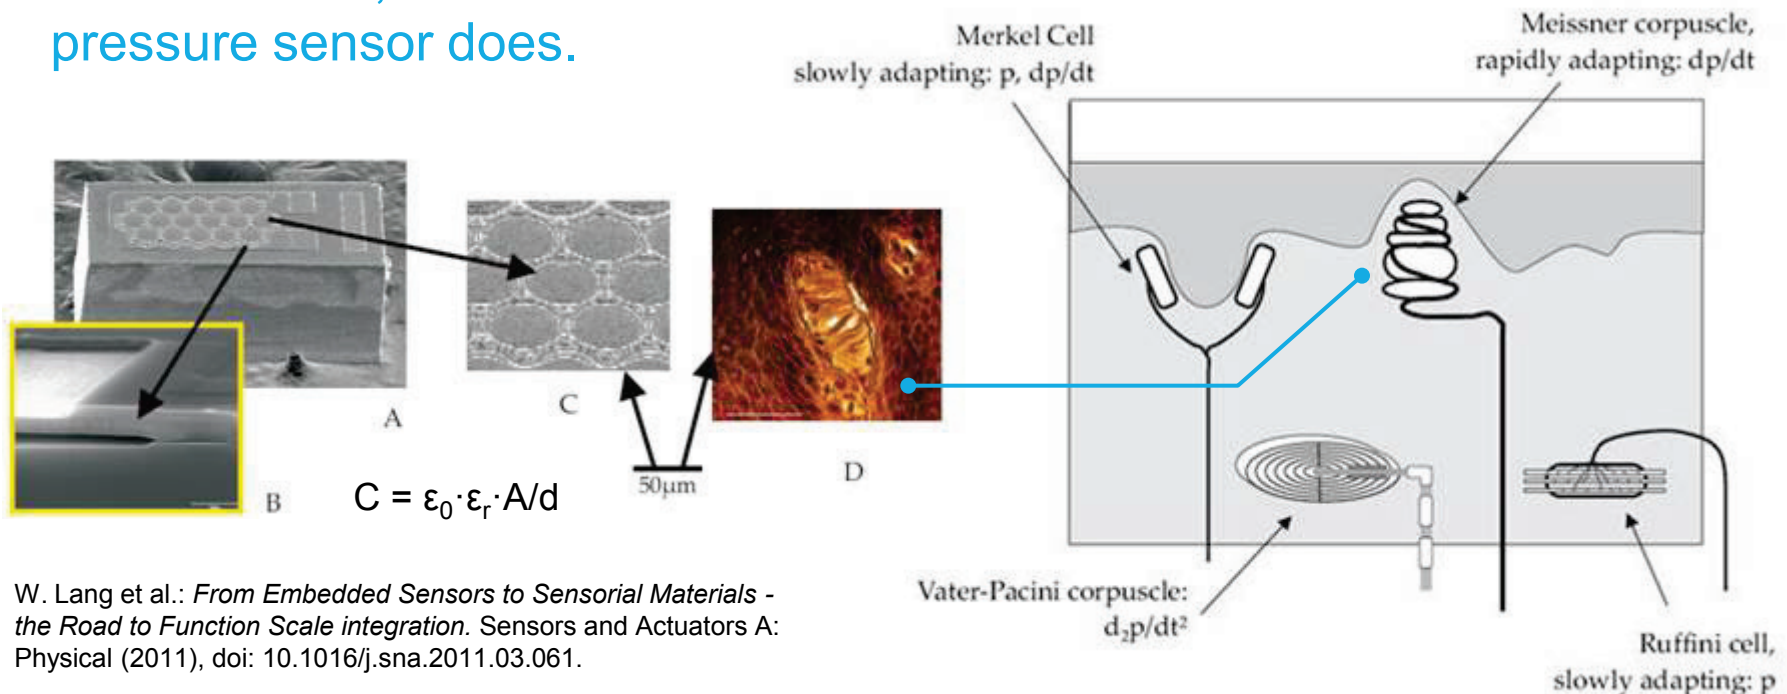 pressure sensor does.
Merkel Cell
slowly adapting: p, dp/dt
Meissner corpuscle,
rapidly adapting: dp/dt
A
B
C
D
50μm
C = ε₀·εᵣ·A/d
Vater-Pacini corpuscle:
d₂p/dt²
Ruffini cell,
slowly adapting: p
W. Lang et al.: From Embedded Sensors to Sensorial Materials -
the Road to Function Scale integration. Sensors and Actuators A:
Physical (2011), doi: 10.1016/j.sna.2011.03.061.